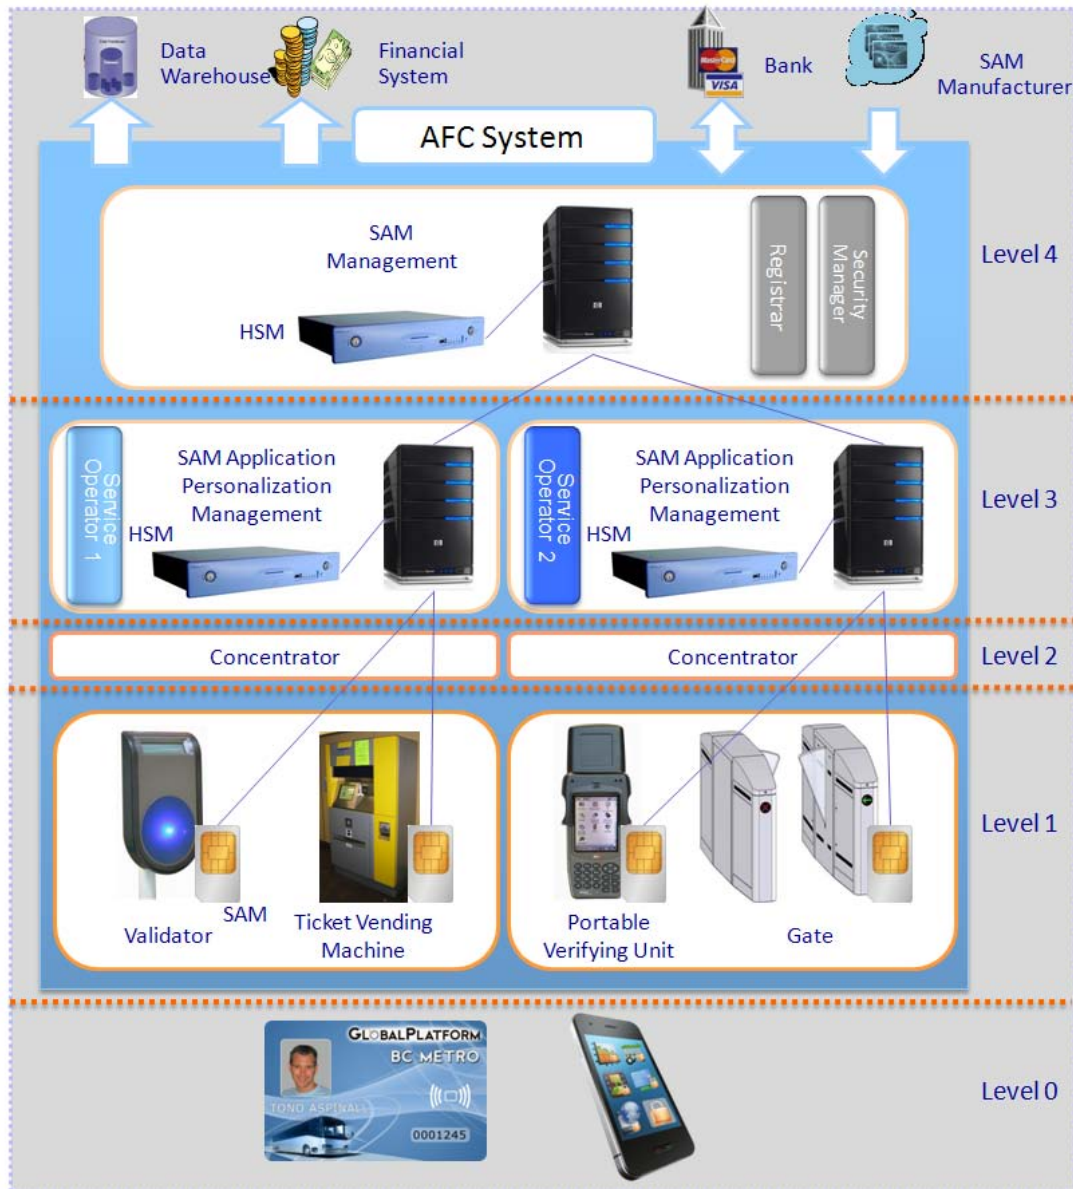 Data
Warehouse
Financial
System
MasterCard
VISA
Bank
SAM
Manufacturer
AFC System
SAM
Management
HSM
Registrar
Security
Manager
Level 4
Service
Operator 1
SAM Application
Personalization
Management
HSM
Service
Operator 2
SAM Application
Personalization
Management
HSM
Level 3
Concentrator
Concentrator
Level 2
SAM
Validator
Ticket Vending
Machine
Portable
Verifying Unit
Gate
Level 1
GLOBALPLATFORM
BC METRO
TONO ASPINALL
0001245
Level 0